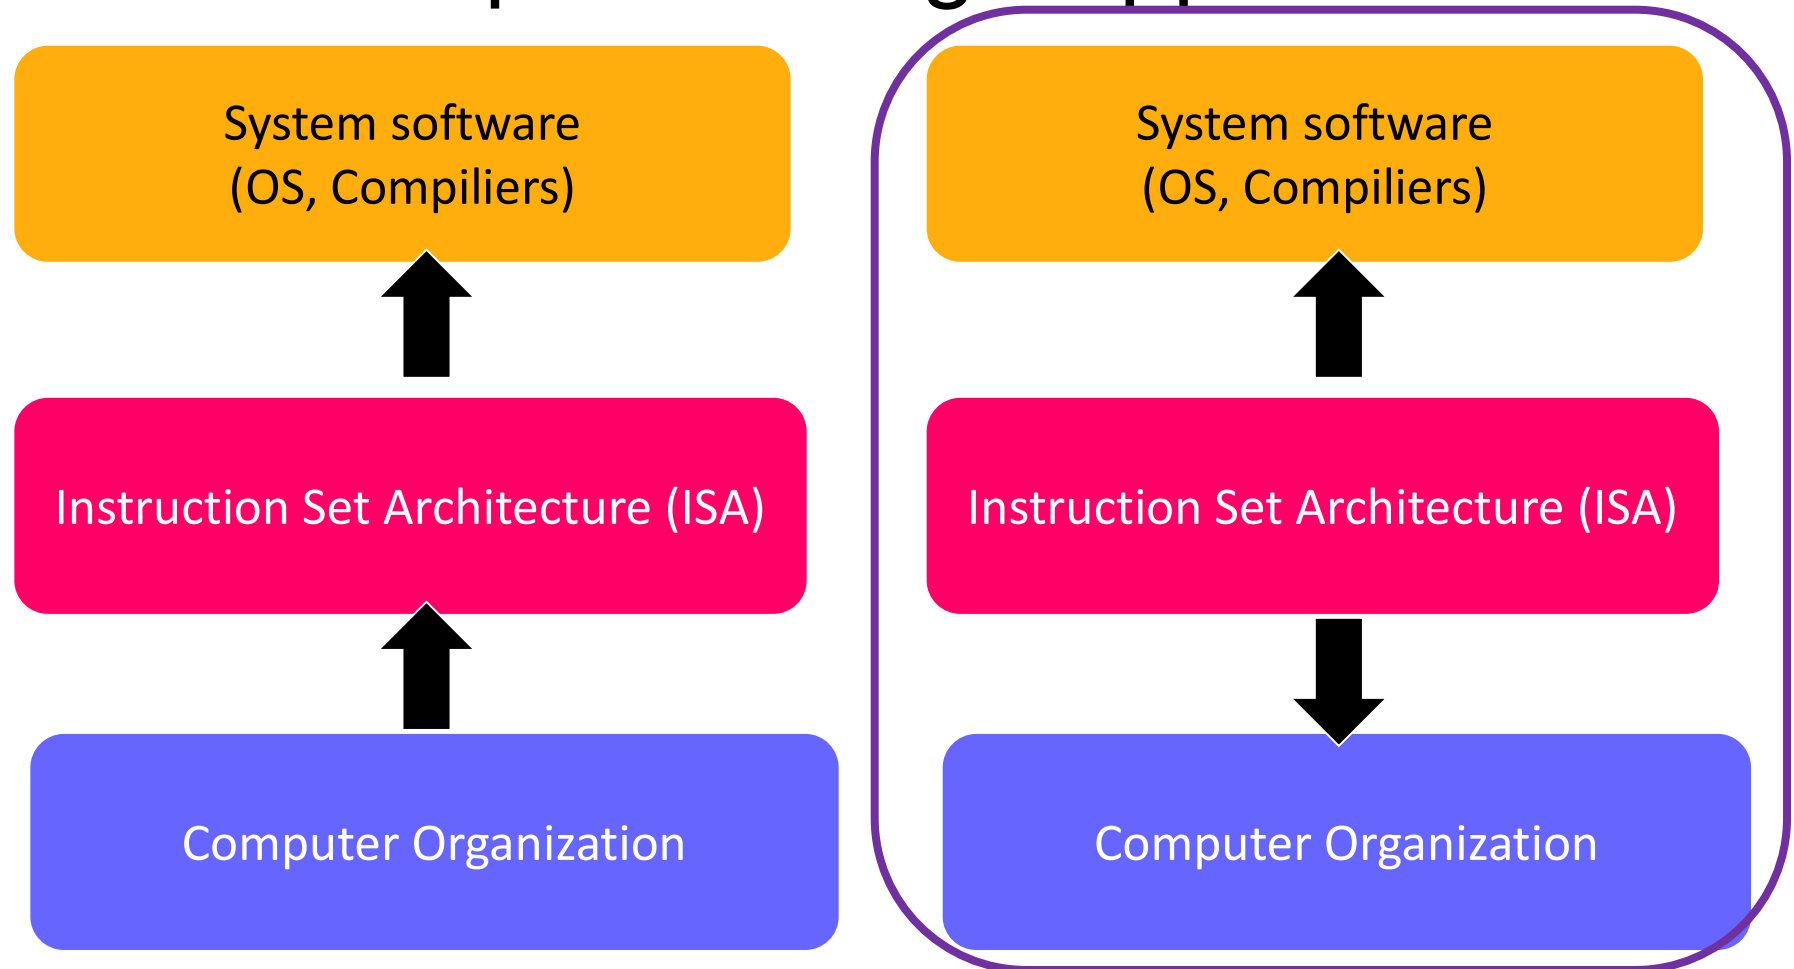 System software
(OS, Compiliers)
Instruction Set Architecture (ISA)
Computer Organization
System software
(OS, Compiliers)
Instruction Set Architecture (ISA)
Computer Organization